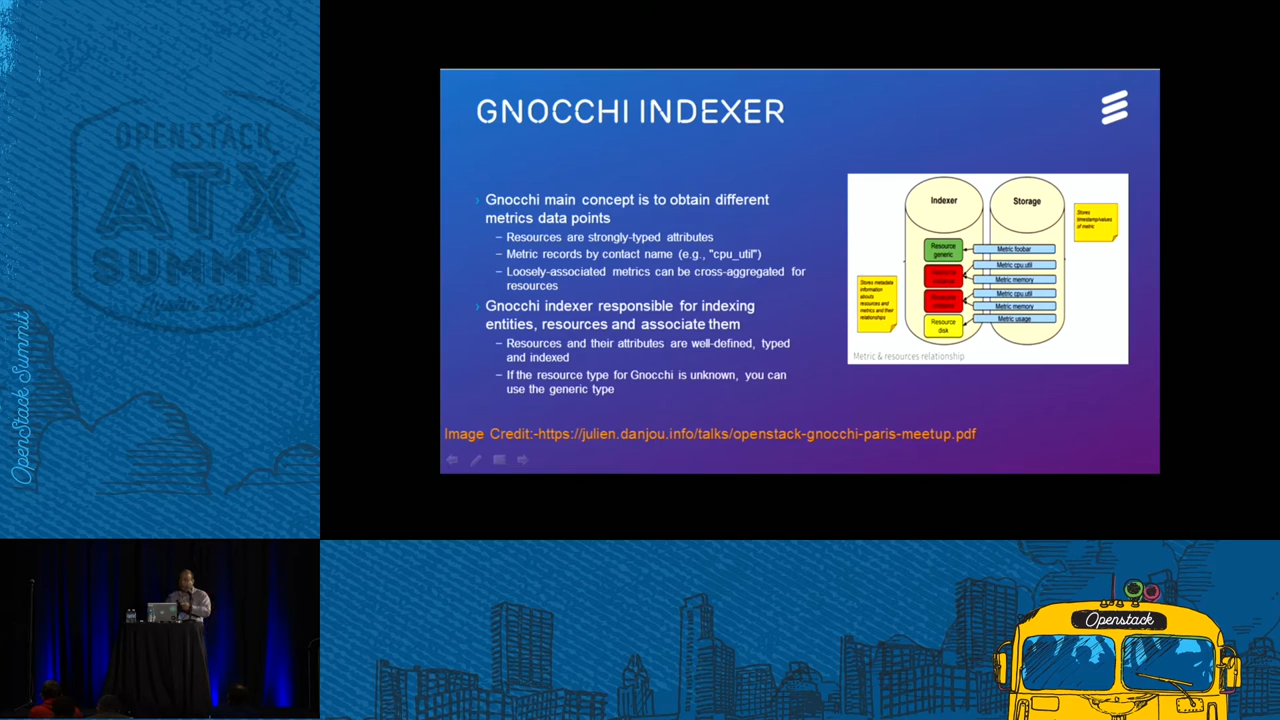 OPENSTACK
ATX
SUMMIT
OpenStack Summit
GNOCCHI INDEXER
› Gnocchi main concept is to obtain different
metrics data points
– Resources are strongly-typed attributes
– Metric records by contact name (e.g., "cpu_util")
– Loosely-associated metrics can be cross-aggregated for
resources
› Gnocchi indexer responsible for indexing
entities, resources and associate them
– Resources and their attributes are well-defined, typed
and indexed
– If the resource type for Gnocchi is unknown, you can
use the generic type
Indexer
Storage
Stores
timestamp/values
of metric
Resource
generic
Metric foobar
Metric cpu.util
Metric memory
Metric cpu.util
Metric memory
Metric usage
Resource
disk
Stores metadata
information
about
resources and
metrics and their
relationships
Metric & resources relationship
Image Credit:-https://julien.danjou.info/talks/openstack-gnocchi-paris-meetup.pdf
Openstack